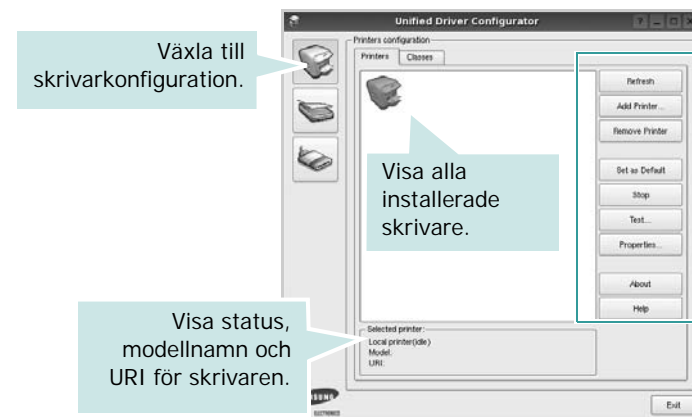 Unified Driver Configurator
Växla till
skrivarkonfiguration.
Printers configuration
Printers
Classes
Refresh
Add Printer...
Remove Printer
Set as Default
Stop
Test...
Properties...
About
Help
Visa alla
installerade
skrivare.
Visa status,
modellnamn och
URI för skrivaren.
Selected printer:
Local printer(idle)
Model:
URI:
Exit